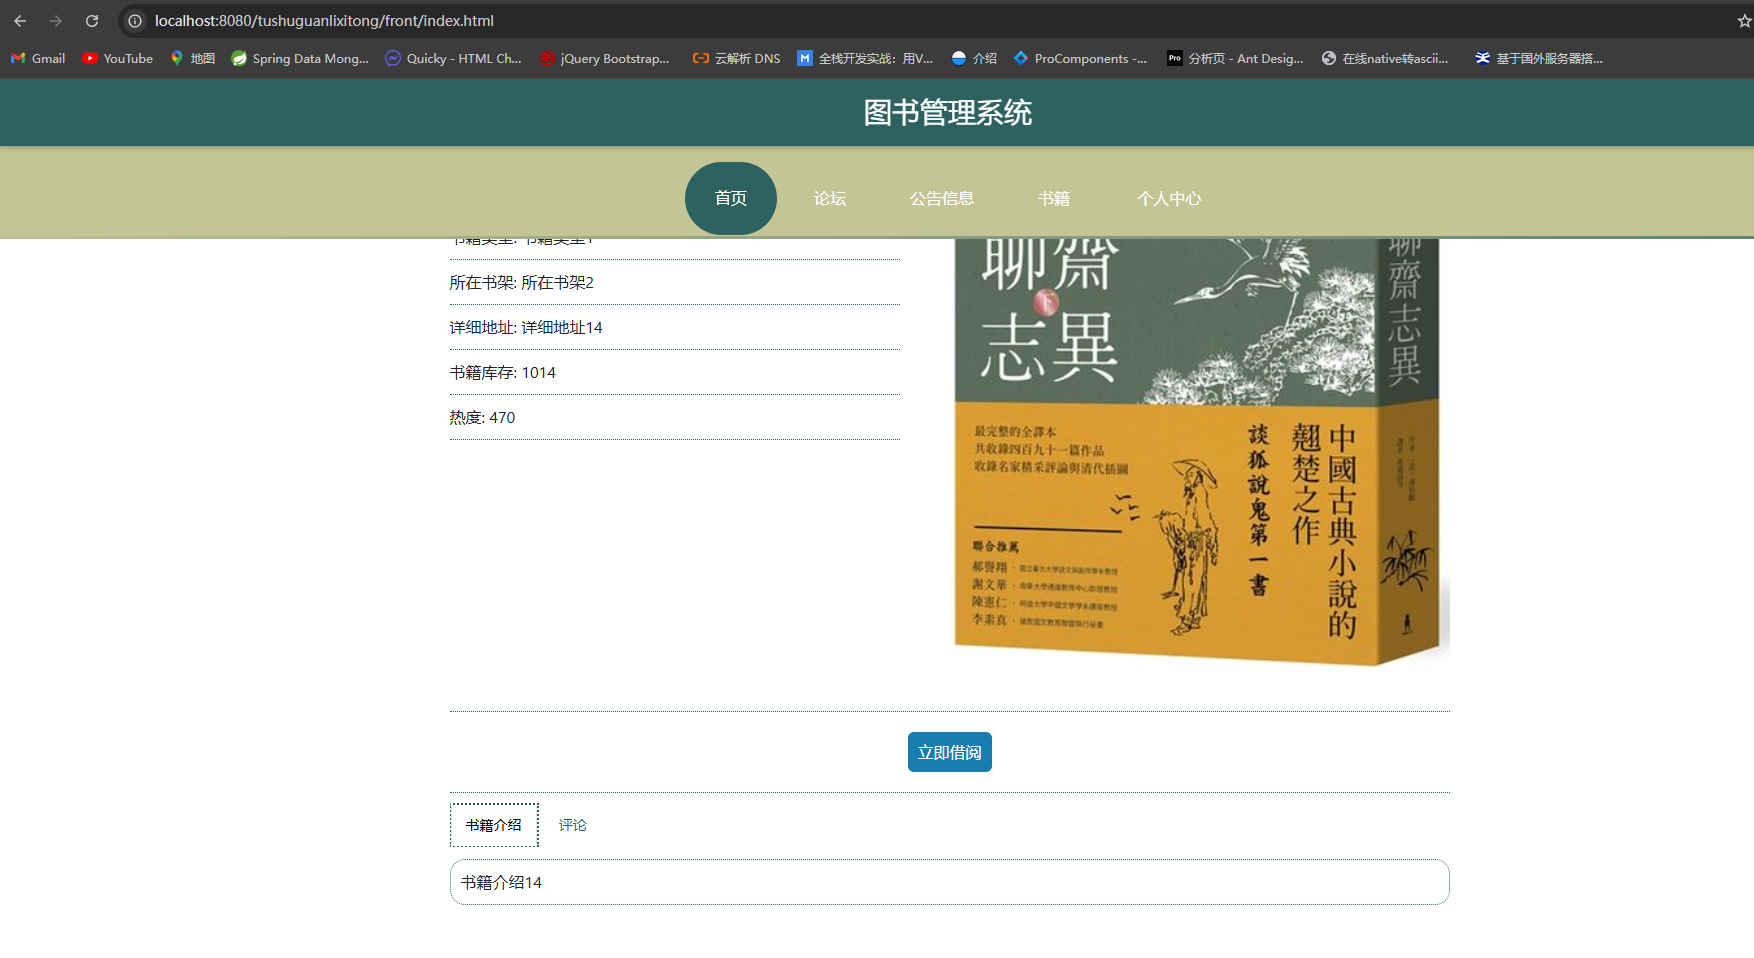 localhost:8080/tushuguanlixitong/front/index.html
Gmail YouTube 地图 Spring Data Mong... Quicky - HTML Ch... jQuery Bootstrap... 云解析 DNS 全栈开发实战：用V... 介绍 ProComponents -... Pro 分析页 - Ant Desig... 在线native转ascii... 基于国外服务器搭...
图书管理系统
首页 论坛 公告信息 书籍 个人中心
书籍类型: 书籍类型1
所在书架: 所在书架2
详细地址: 详细地址14
书籍库存: 1014
热度: 470
聊齋
志異
下
聊齋志異
最完整的全譯本
共收錄四百九十一篇作品
收錄名家精采評論與清代插圖
談狐說鬼第一書
中國古典小說的
翹楚之作
聯合推薦
郝譽翔
謝文華
陳憲仁
李素真
立即借阅
书籍介绍 评论
书籍介绍14